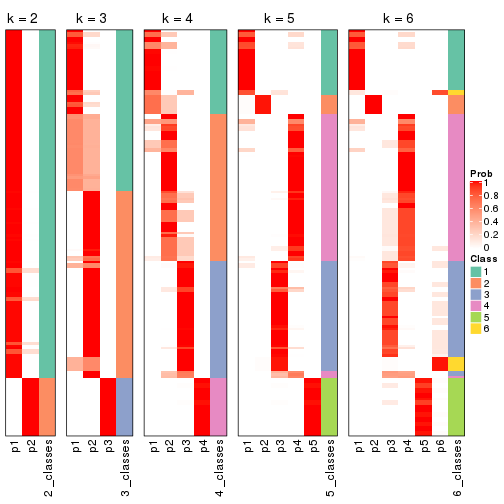 k = 2
k = 3
k = 4
k = 5
k = 6
Prob
1
0.8
0.6
0.4
0.2
0
Class
1
2
3
4
5
6
p1
p2
2_classes
p1
p2
p3
3_classes
p1
p2
p3
p4
4_classes
p1
p2
p3
p4
p5
5_classes
p1
p2
p3
p4
p5
p6
6_classes